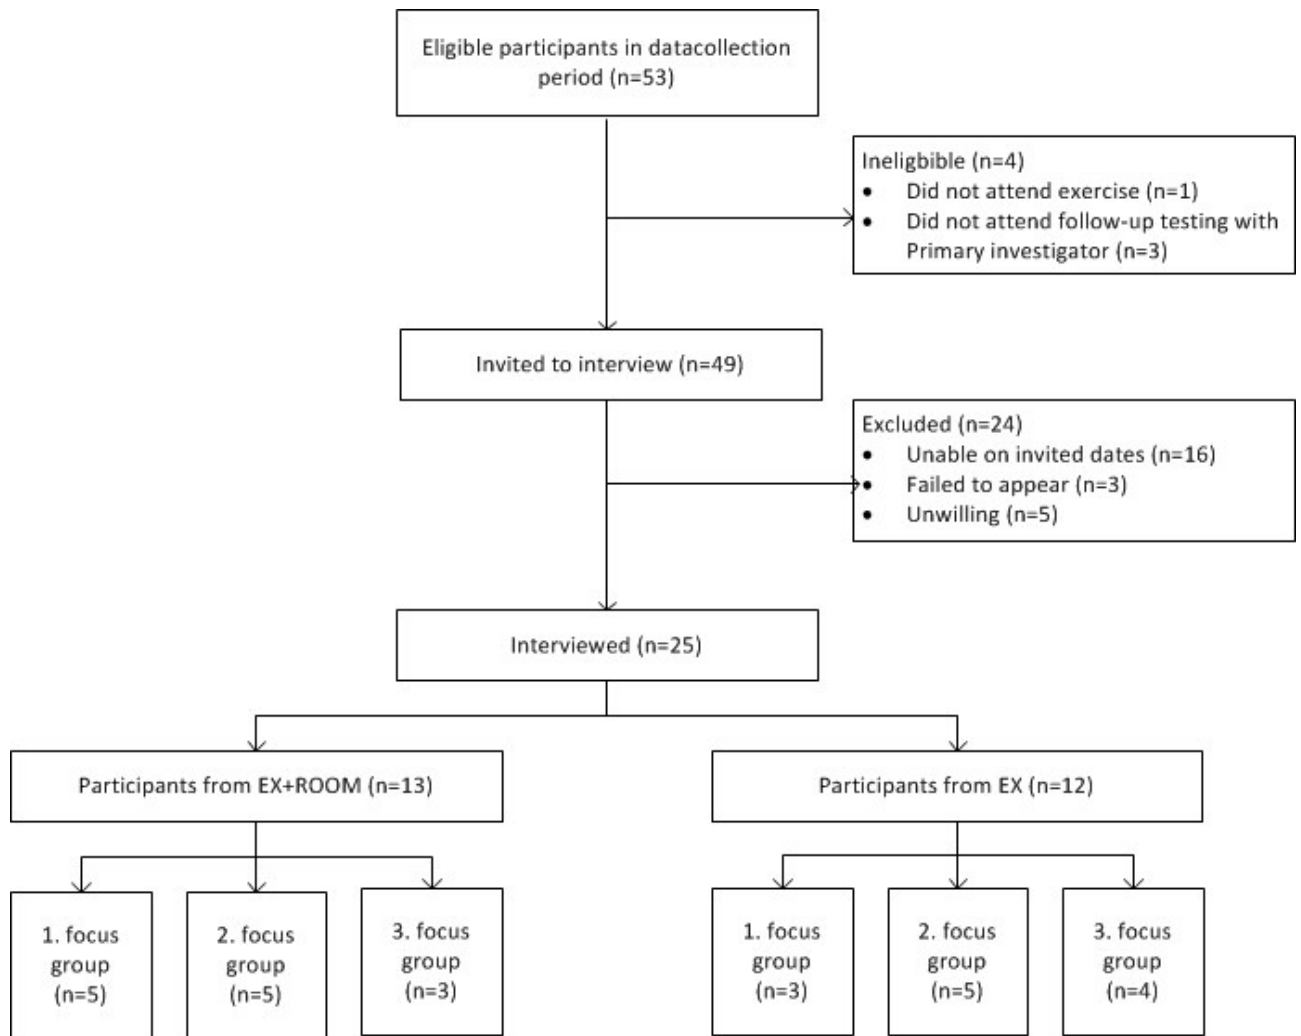 Eligible participants in datacollection
period (n=53)
Ineligbible (n=4)
• Did not attend exercise (n=1)
• Did not attend follow-up testing with
Primary investigator (n=3)
Invited to interview (n=49)
Excluded (n=24)
• Unable on invited dates (n=16)
• Failed to appear (n=3)
• Unwilling (n=5)
Interviewed (n=25)
Participants from EX+ROOM (n=13)
Participants from EX (n=12)
1. focus
group
(n=5)
2. focus
group
(n=5)
3. focus
group
(n=3)
1. focus
group
(n=3)
2. focus
group
(n=5)
3. focus
group
(n=4)